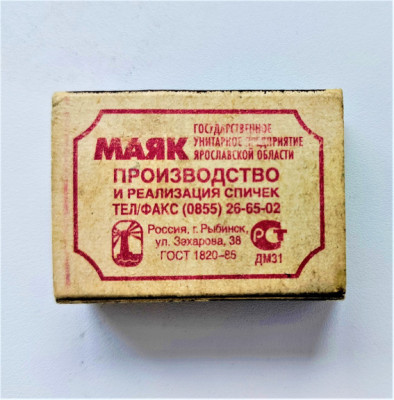 МАЯК
ГОСУДАРСТВЕННОЕ
УНИТАРНОЕ ПРЕДПРИЯТИЕ
ЯРОСЛАВСКОЙ ОБЛАСТИ
ПРОИЗВОДСТВО
И РЕАЛИЗАЦИЯ СПИЧЕК
ТЕЛ/ФАКС (0855) 26-65-02
Россия, г. Рыбинск,
ул. Захарова, 38
ГОСТ 1820-85
РСТ
ДМ31